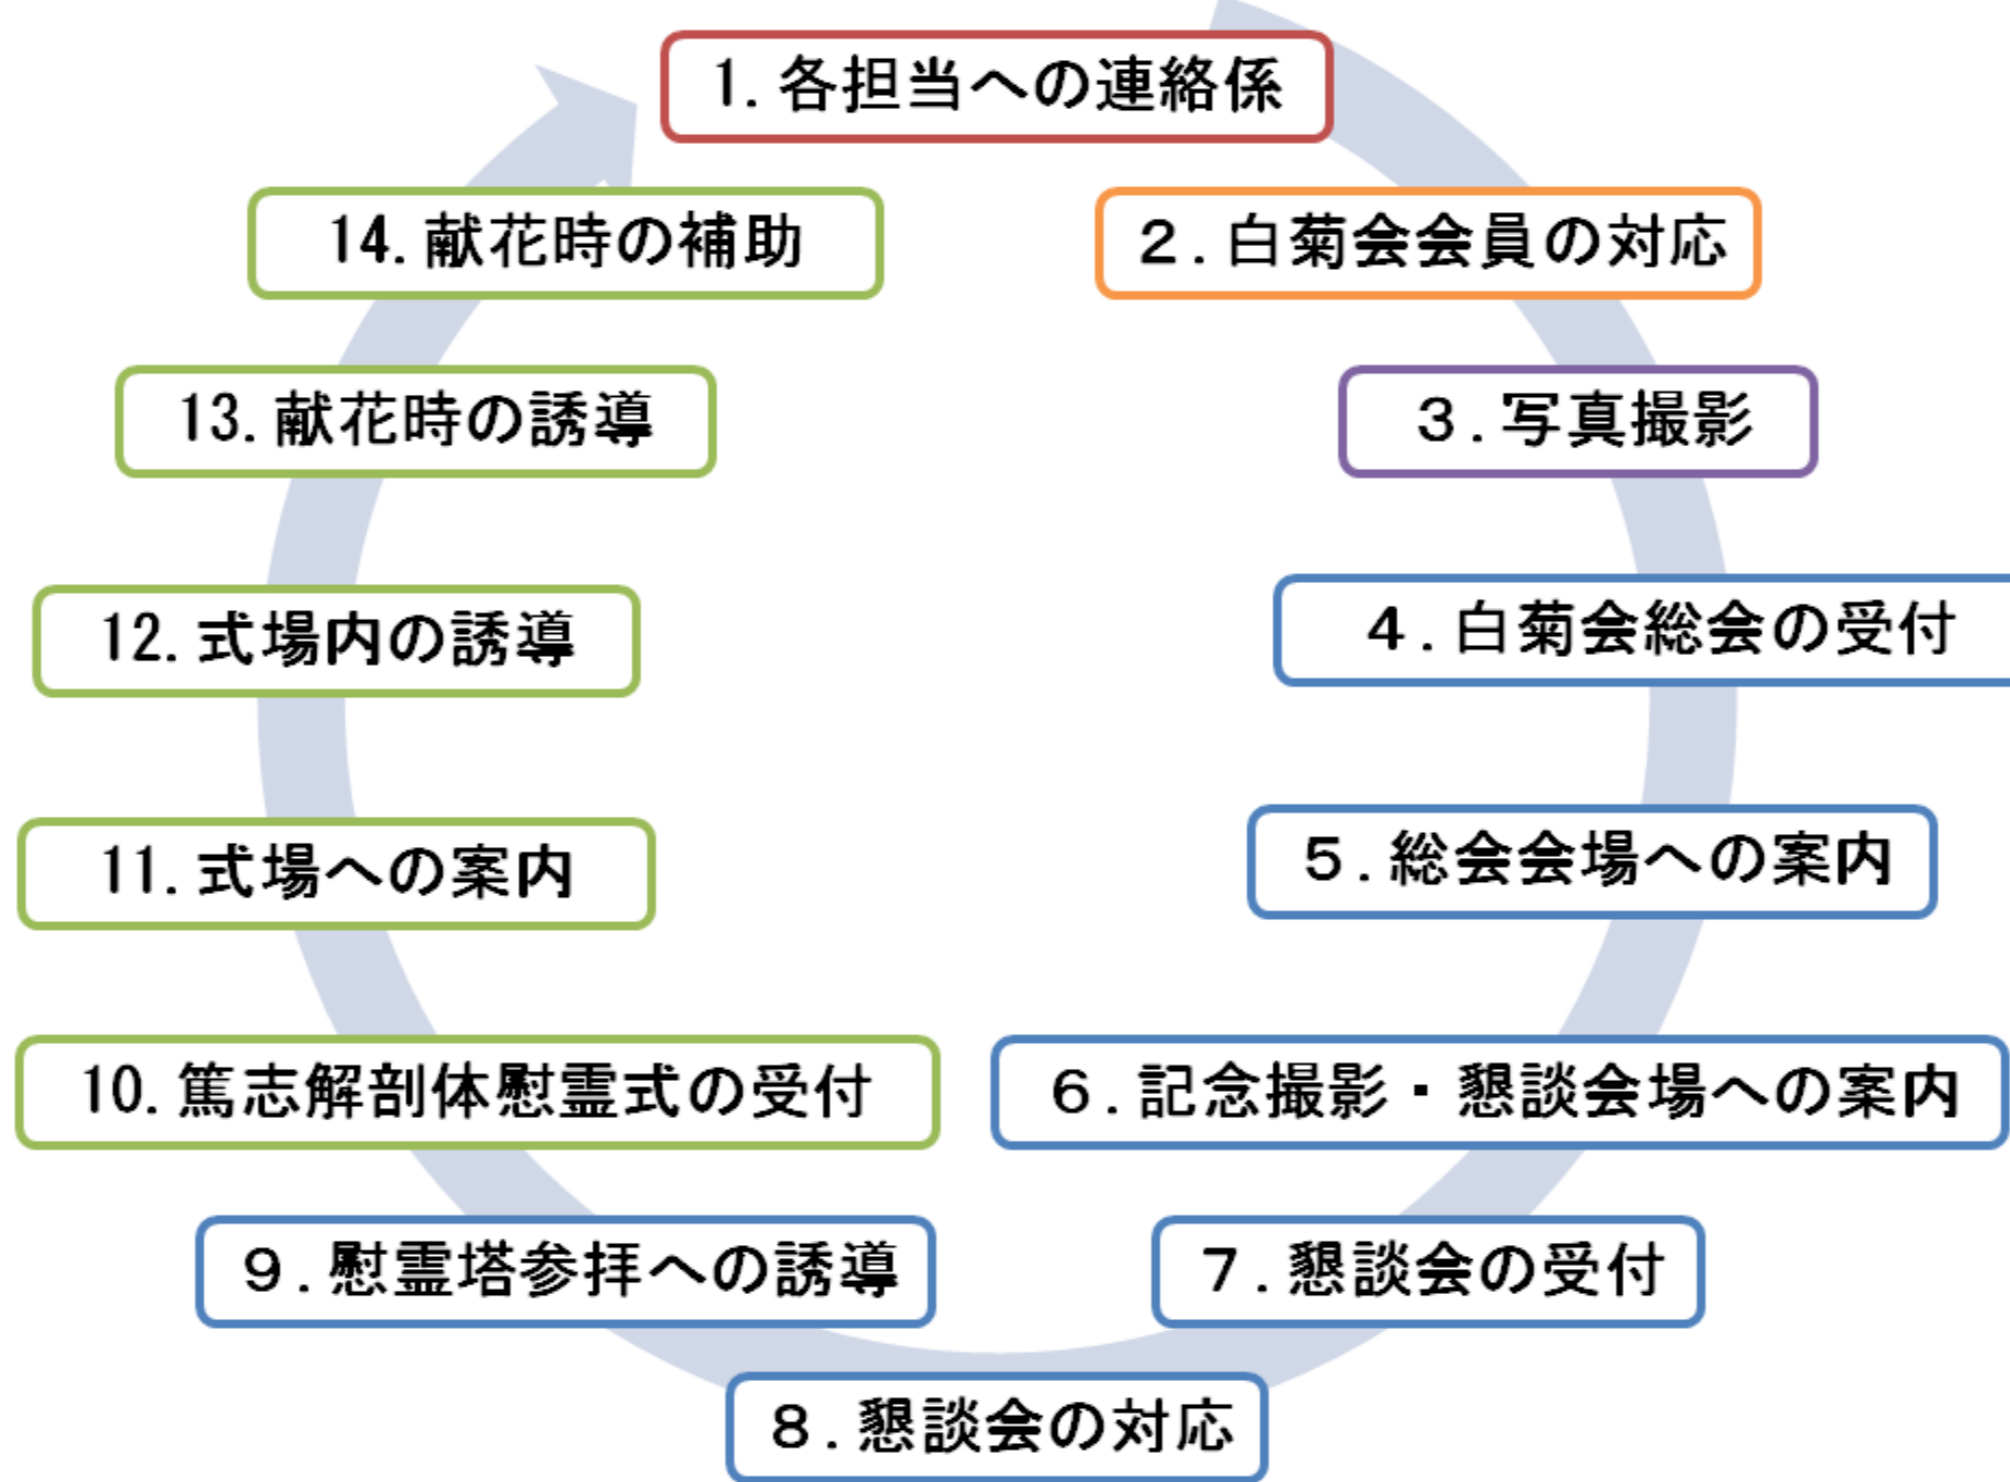 1. 各担当への連絡係
２. 白菊会会員の対応
３. 写真撮影
４. 白菊会総会の受付
５. 総会会場への案内
６. 記念撮影・懇談会場への案内
７. 懇談会の受付
８. 懇談会の対応
９. 慰霊塔参拝への誘導
10. 篤志解剖体慰霊式の受付
11. 式場への案内
12. 式場内の誘導
13. 献花時の誘導
14. 献花時の補助